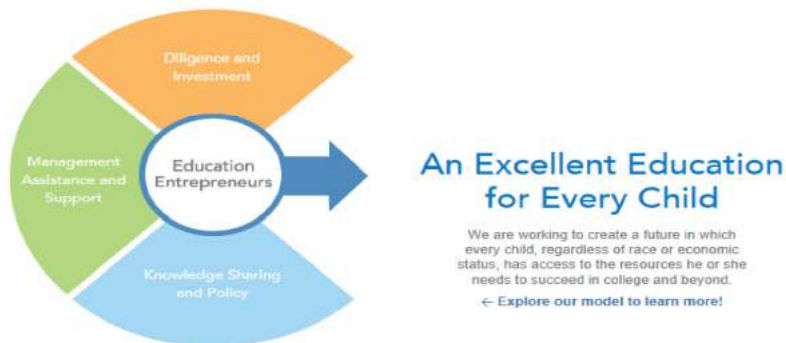 Diligence and
Investment
Management
Assistance and
Support
Education
Entrepreneurs
Knowledge Sharing
and Policy
An Excellent Education
for Every Child
We are working to create a future in which
every child, regardless of race or economic
status, has access to the resources he or she
needs to succeed in college and beyond.
← Explore our model to learn more!